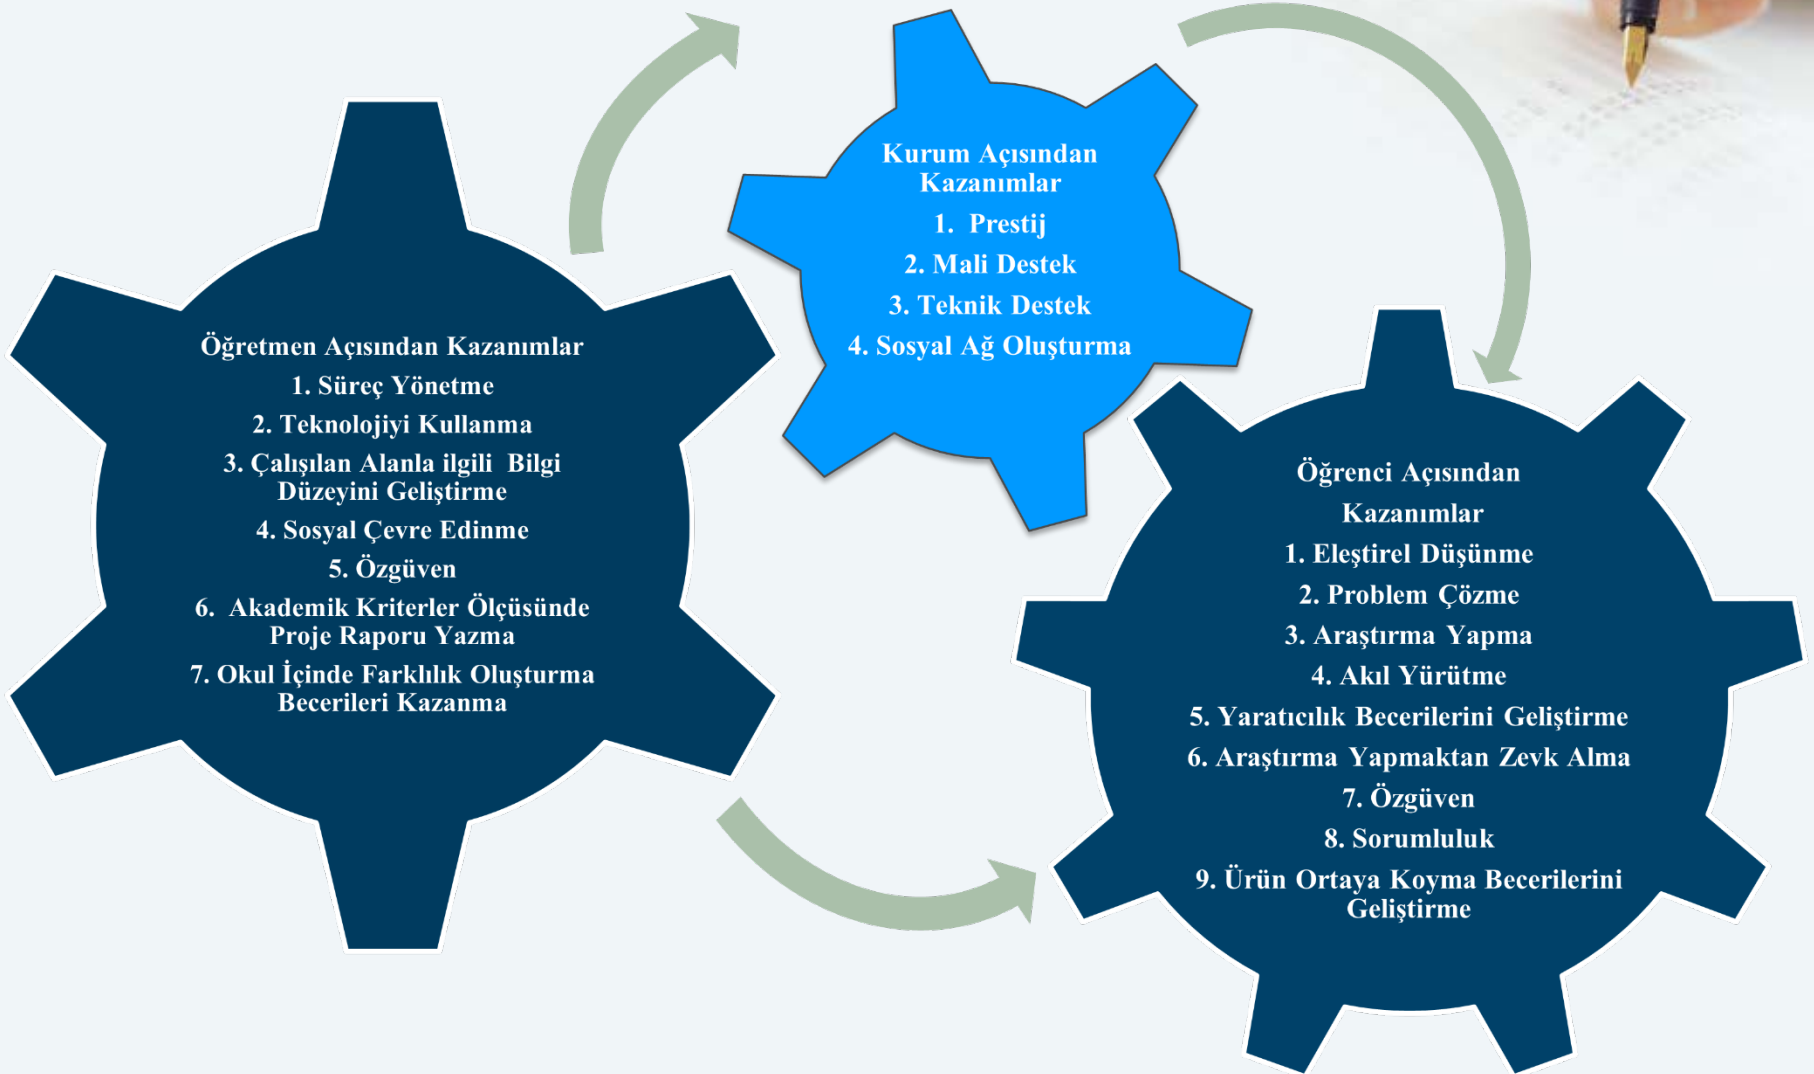 Öğretmen Açısından Kazanımlar
1. Süreç Yönetme
2. Teknolojiyi Kullanma
3. Çalışılan Alanla ilgili Bilgi
Düzeyini Geliştirme
4. Sosyal Çevre Edinme
5. Özgüven
6. Akademik Kriterler Ölçüsünde
Proje Raporu Yazma
7. Okul İçinde Farklılık Oluşturma
Becerileri Kazanma
Kurum Açısından
Kazanımlar
1. Prestij
2. Mali Destek
3. Teknik Destek
4. Sosyal Ağ Oluşturma
Öğrenci Açısından
Kazanımlar
1. Eleştirel Düşünme
2. Problem Çözme
3. Araştırma Yapma
4. Akıl Yürütme
5. Yaratıcılık Becerilerini Geliştirme
6. Araştırma Yapmaktan Zevk Alma
7. Özgüven
8. Sorumluluk
9. Ürün Ortaya Koyma Becerilerini
Geliştirme